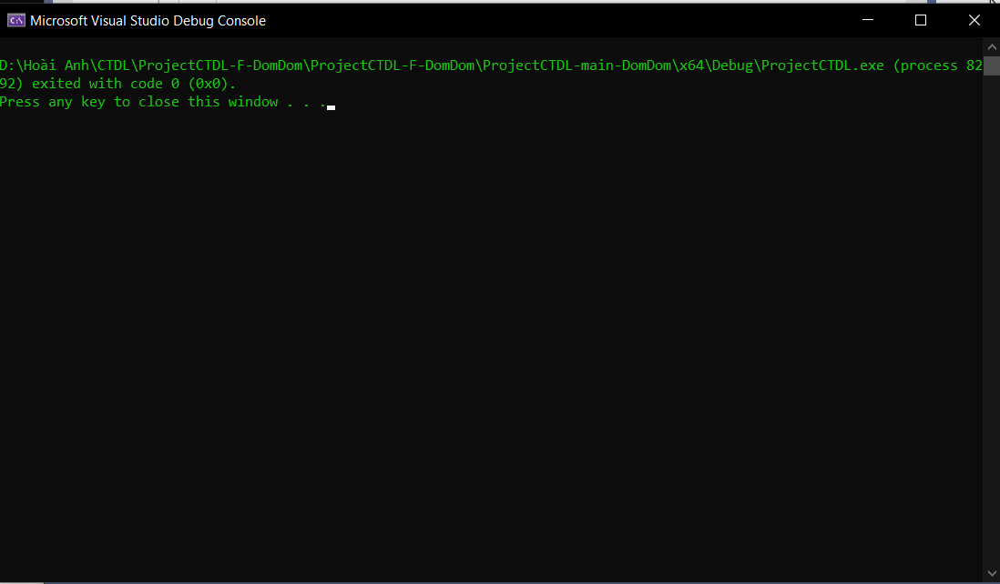 Microsoft Visual Studio Debug Console
D:\Hoài Anh\CTDL\ProjectCTDL-F-DomDom\ProjectCTDL-F-DomDom\ProjectCTDL-main-DomDom\x64\Debug\ProjectCTDL.exe (process 82
92) exited with code 0 (0x0).
Press any key to close this window . . .